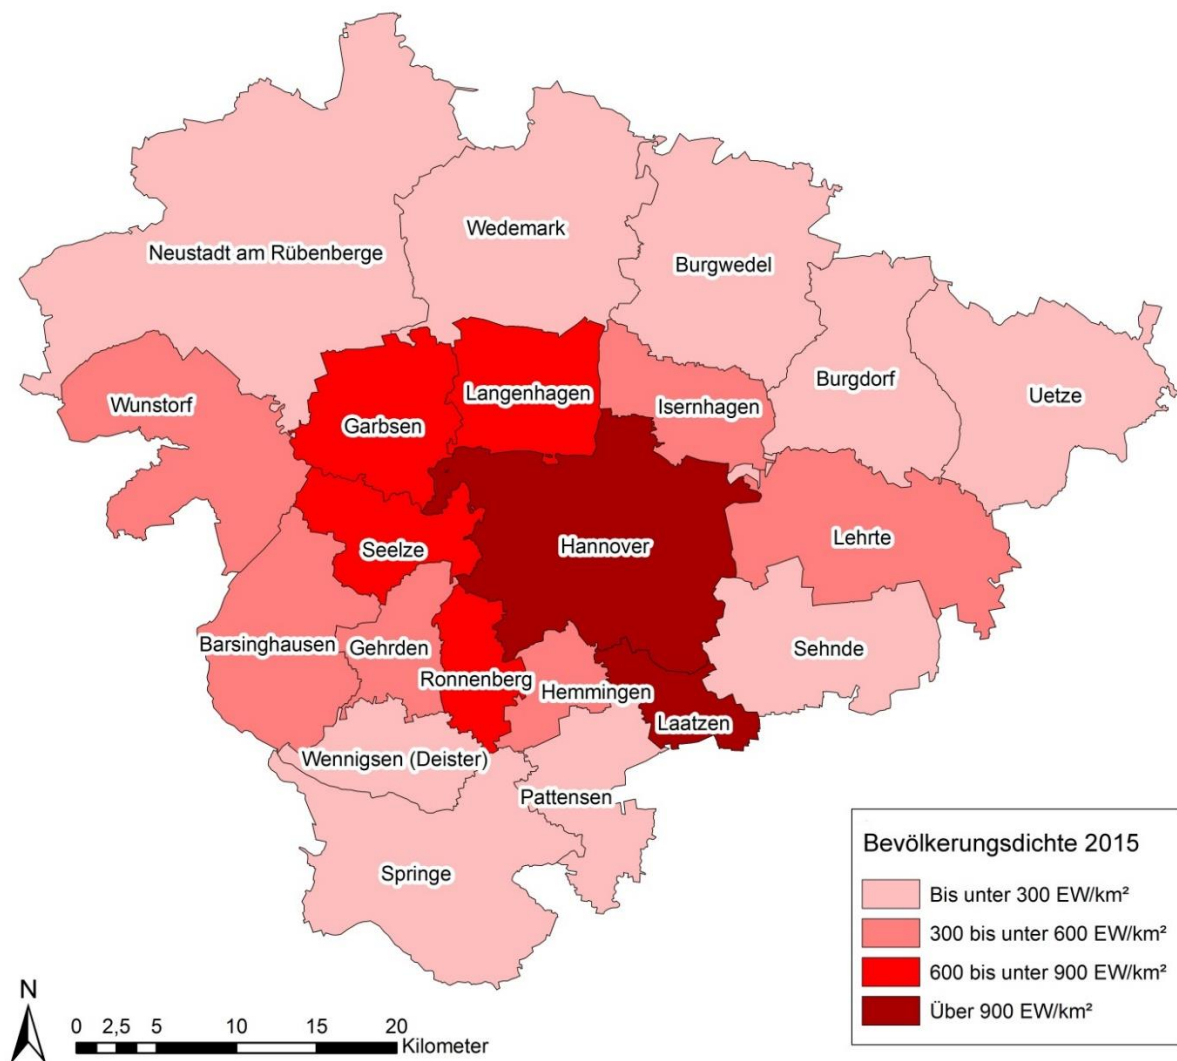 Wedemark
Neustadt am Rübenberge
Burgwedel
Burgdorf
Uetze
Langenhagen
Isernhagen
Wunstorf
Garbsen
Seelze
Hannover
Lehrte
Barsinghausen
Gehrden
Sehnde
Ronnenberg
Hemmingen
Laatzen
Wennigsen (Deister)
Pattensen
Springe
Bevölkerungsdichte 2015
Bis unter 300 EW/km²
300 bis unter 600 EW/km²
600 bis unter 900 EW/km²
Über 900 EW/km²
N
0 2,5 5 10 15 20
Kilometer